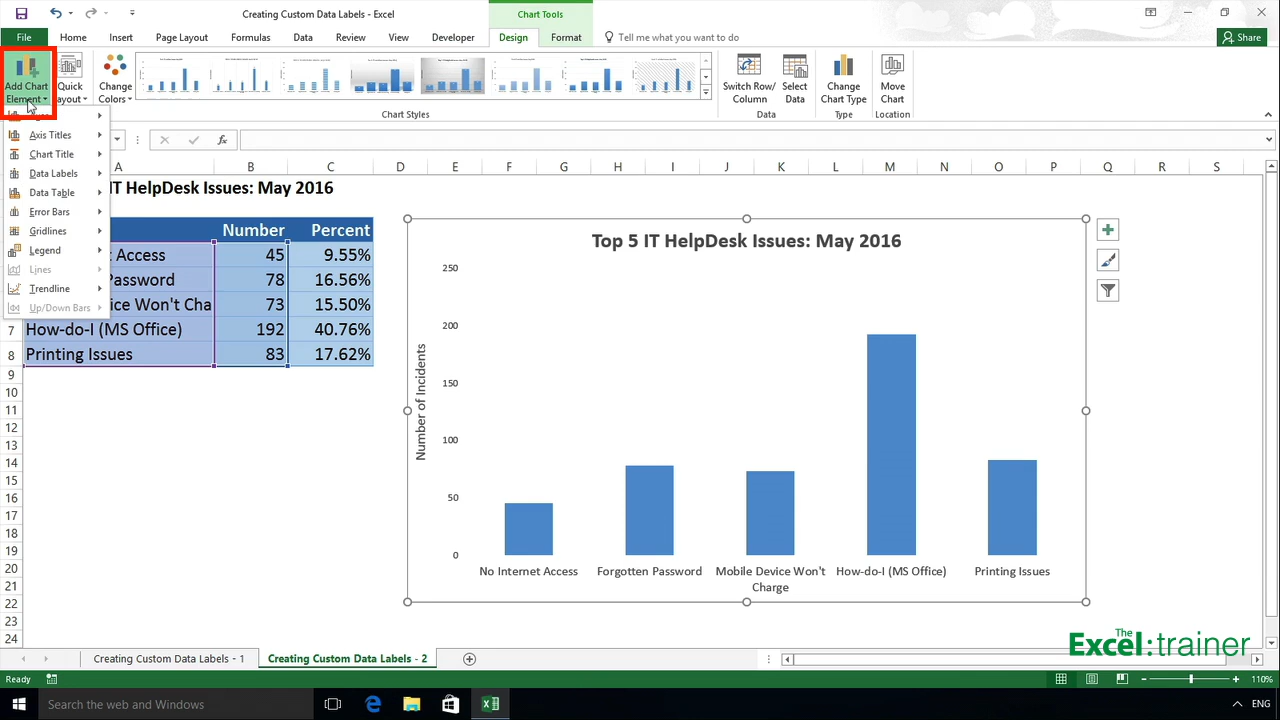 Creating Custom Data Labels - Excel
Chart Tools
File
Home
Insert
Page Layout
Formulas
Data
Review
View
Developer
Design
Format
Tell me what you want to do
Share
Add Chart
Element
Quick
Layout
Change
Colors
Switch Row/
Column
Select
Data
Change
Chart Type
Move
Chart
Chart Styles
Data
Type
Location
Axis Titles
Chart Title
Data Labels
Data Table
Error Bars
Gridlines
Legend
Lines
Trendline
Up/Down Bars
fx
A B C D E F G H I J K L M N O P Q R S
IT HelpDesk Issues: May 2016
Number Percent
Access 45 9.55%
Password 78 16.56%
ice Won't Cha 73 15.50%
7 How-do-I (MS Office) 192 40.76%
8 Printing Issues 83 17.62%
9
10
11
12
13
14
15
16
17
18
19
20
21
22
23
24
Top 5 IT HelpDesk Issues: May 2016
Number of Incidents
250
200
150
100
50
0
No Internet Access
Forgotten Password
Mobile Device Won't
Charge
How-do-I (MS Office)
Printing Issues
The
Excel:trainer
Creating Custom Data Labels - 1
Creating Custom Data Labels - 2
Ready
110%
Search the web and Windows
ENG